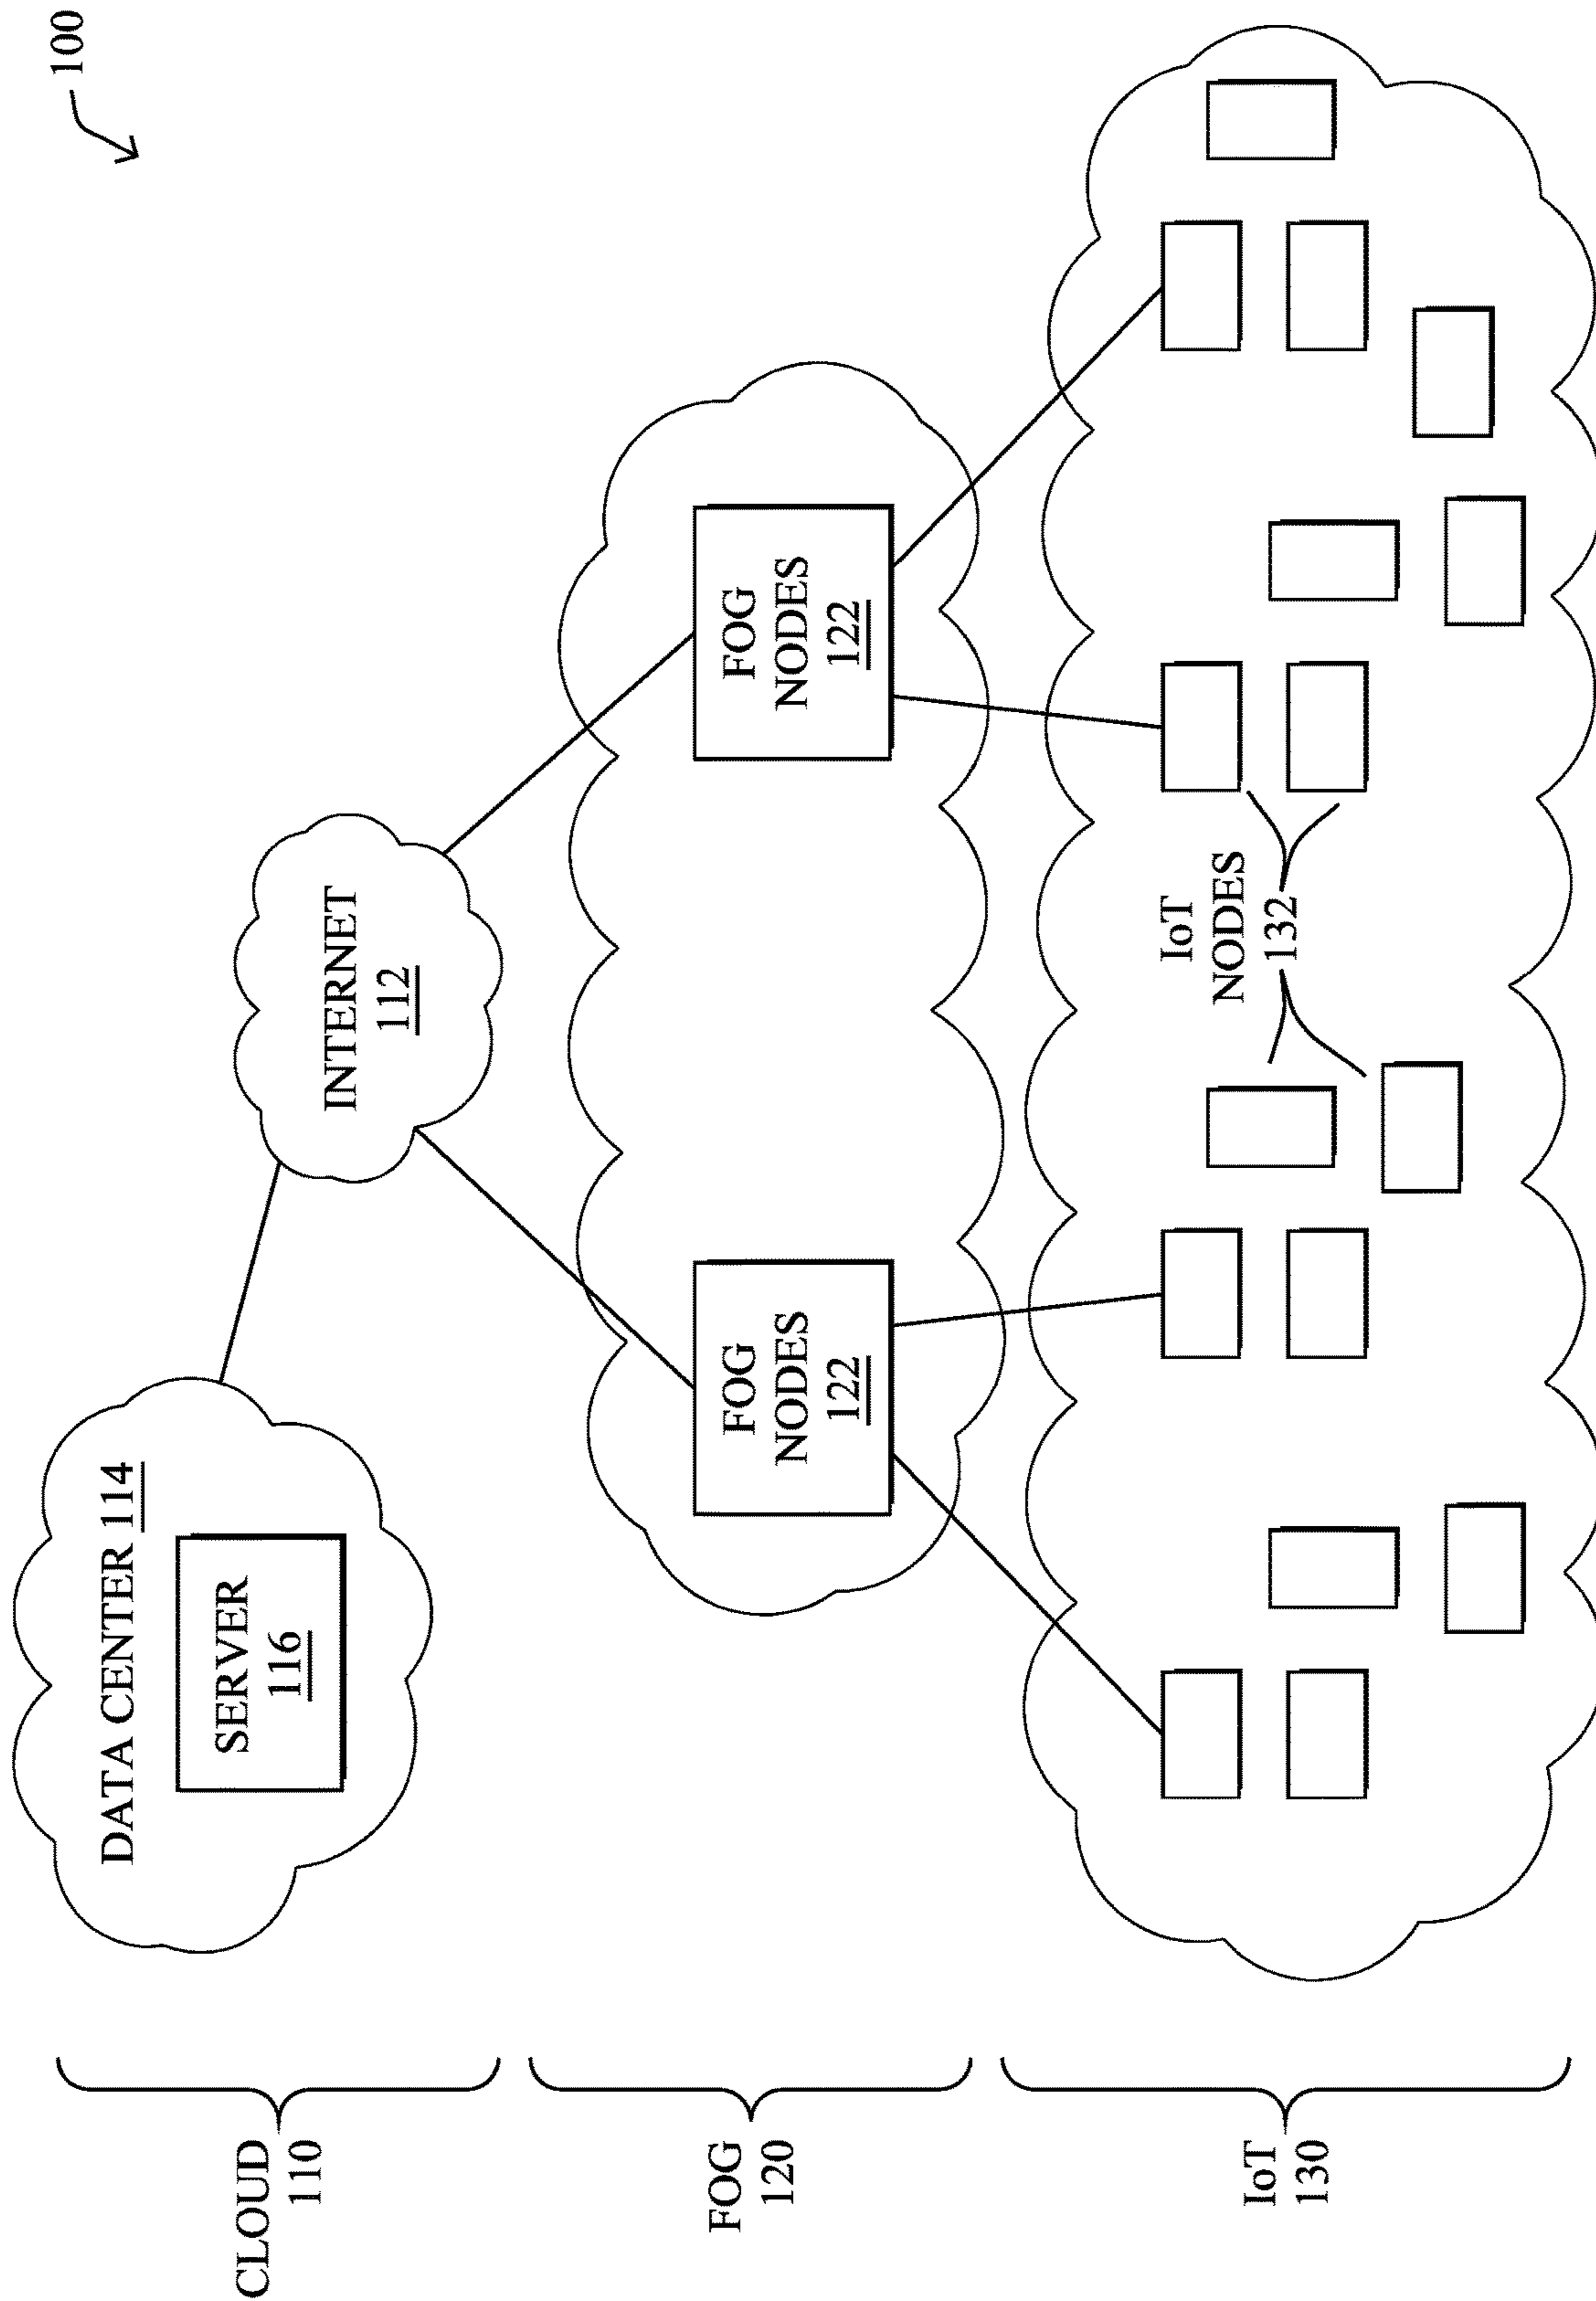 100
CLOUD
110
DATA CENTER 114
SERVER
116
INTERNET
112
FOG
120
FOG
NODES
122
FOG
NODES
122
IoT
130
IoT
NODES
132